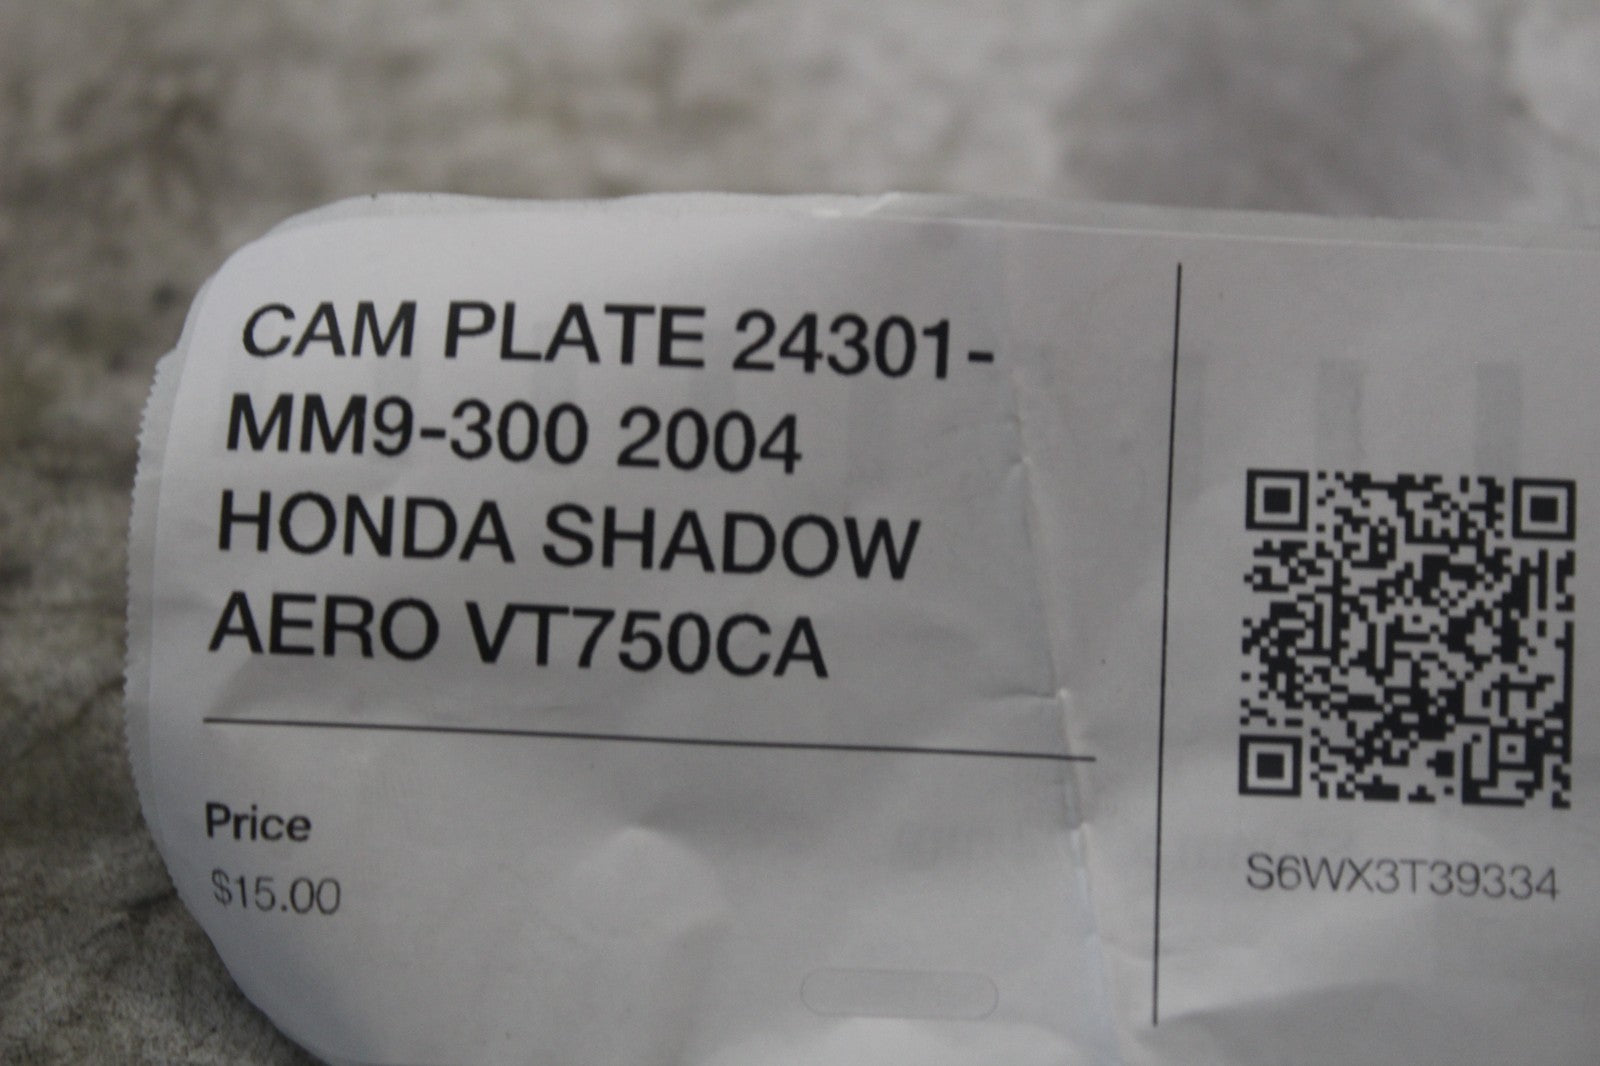 CAM PLATE 24301-
MM9-300 2004
HONDA SHADOW
AERO VT750CA
Price
$15.00
S6WX3T39334